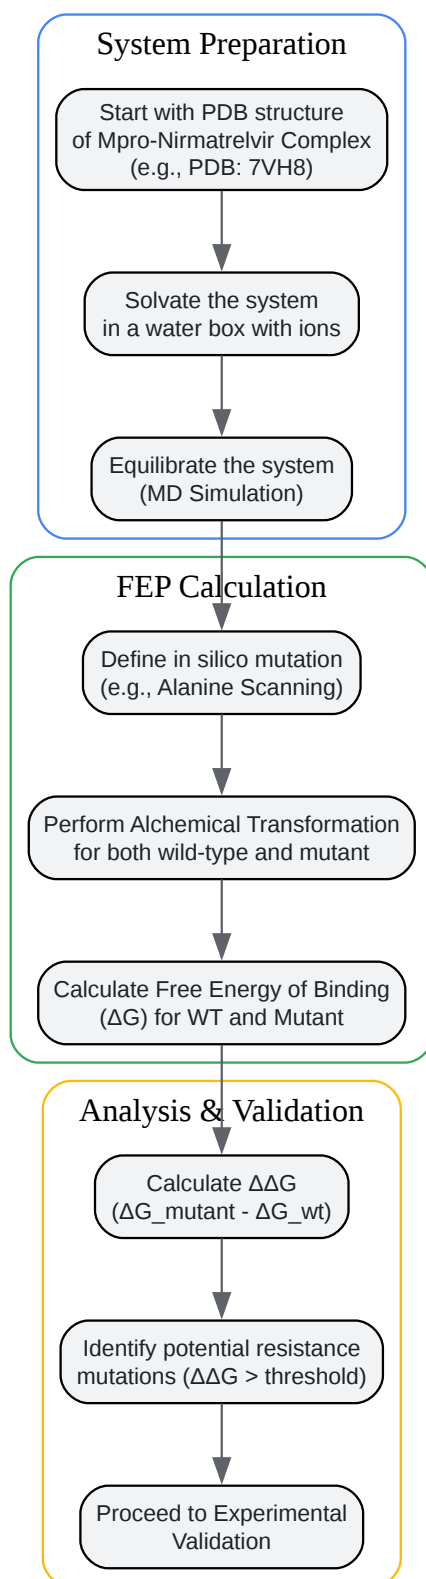 System Preparation
Start with PDB structure
of Mpro-Nirmatrelvir Complex
(e.g., PDB: 7VH8)
Solvate the system
in a water box with ions
Equilibrate the system
(MD Simulation)
FEP Calculation
Define in silico mutation
(e.g., Alanine Scanning)
Perform Alchemical Transformation
for both wild-type and mutant
Calculate Free Energy of Binding
(ΔG) for WT and Mutant
Analysis & Validation
Calculate ΔΔG
(ΔG_mutant - ΔG_wt)
Identify potential resistance
mutations (ΔΔG > threshold)
Proceed to Experimental
Validation